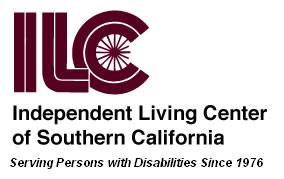 ILC
Independent Living Center
of Southern California
Serving Persons with Disabilities Since 1976